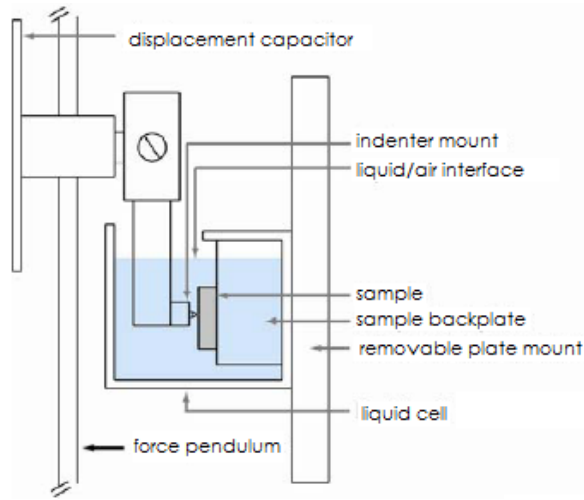 displacement capacitor
indenter mount
liquid/air interface
sample
sample backplate
removable plate mount
liquid cell
force pendulum